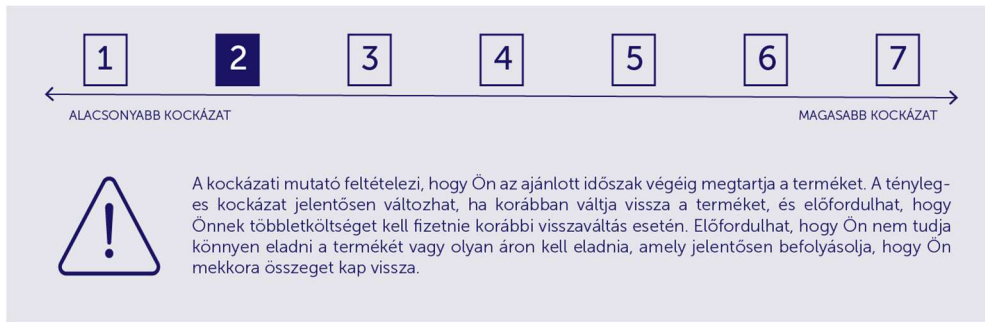 1 2 3 4 5 6 7
ALACSONYABB KOCKÁZAT MAGASABB KOCKÁZAT
A kockázati mutató feltételezi, hogy Ön az ajánlott időszak végéig megtartja a terméket. A tényleg-
es kockázat jelentősen változhat, ha korábban váltja vissza a terméket, és előfordulhat, hogy
Önnek többletköltséget kell fizetnie korábbi visszaváltás esetén. Előfordulhat, hogy Ön nem tudja
könnyen eladni a termékét vagy olyan áron kell eladnia, amely jelentősen befolyásolja, hogy Ön
mekkora összeget kap vissza.